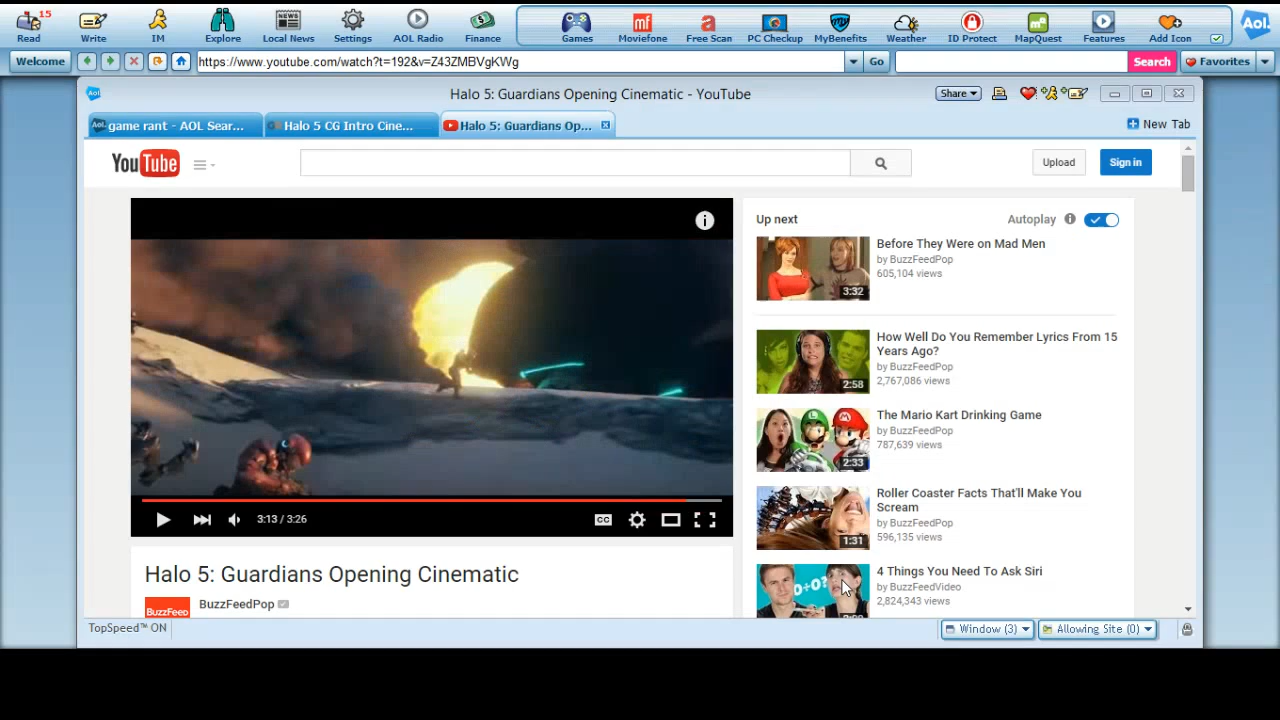 15
Read Write IM Explore Local News Settings AOL Radio Finance Games Moviefone Free Scan PC Checkup MyBenefits Weather ID Protect MapQuest Features Add Icon Aol.
Welcome https://www.youtube.com/watch?t=192&v=Z43ZMBVgKWg Go Search Favorites
Halo 5: Guardians Opening Cinematic - YouTube Share
game rant - AOL Sear... Halo 5 CG Intro Cine... Halo 5: Guardians Op... New Tab
YouTube Upload Sign in
Up next Autoplay
Before They Were on Mad Men
by BuzzFeedPop
605,104 views
3:32
How Well Do You Remember Lyrics From 15
Years Ago?
by BuzzFeedPop
2,767,086 views
2:58
The Mario Kart Drinking Game
by BuzzFeedPop
787,639 views
2:33
Roller Coaster Facts That'll Make You
Scream
by BuzzFeedPop
596,135 views
1:31
4 Things You Need To Ask Siri
by BuzzFeedVideo
2,824,343 views
0÷0?
3:13 / 3:26 CC
Halo 5: Guardians Opening Cinematic
BuzzFeed BuzzFeedPop
TopSpeed™ ON Window (3) Allowing Site (0)